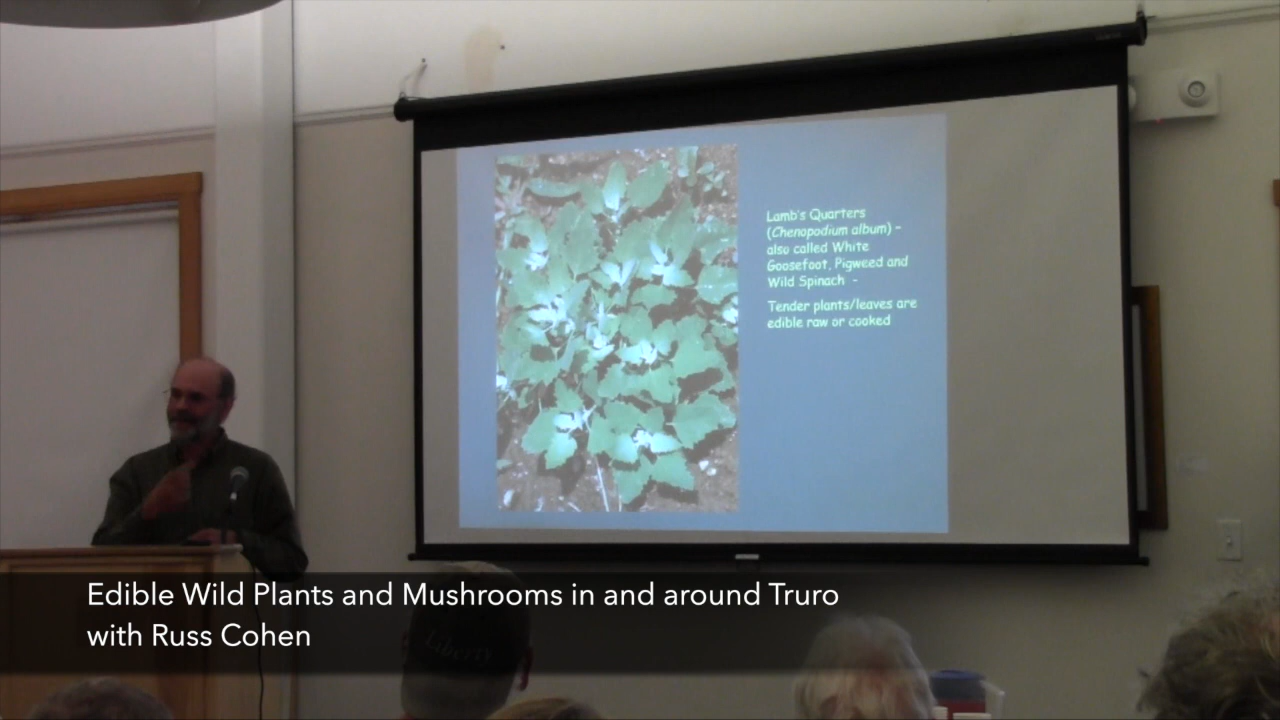 Lamb's Quarters
(Chenopodium album) –
also called White
Goosefoot, Pigweed and
Wild Spinach -
Tender plants/leaves are
edible raw or cooked
Edible Wild Plants and Mushrooms in and around Truro
with Russ Cohen
Liberty